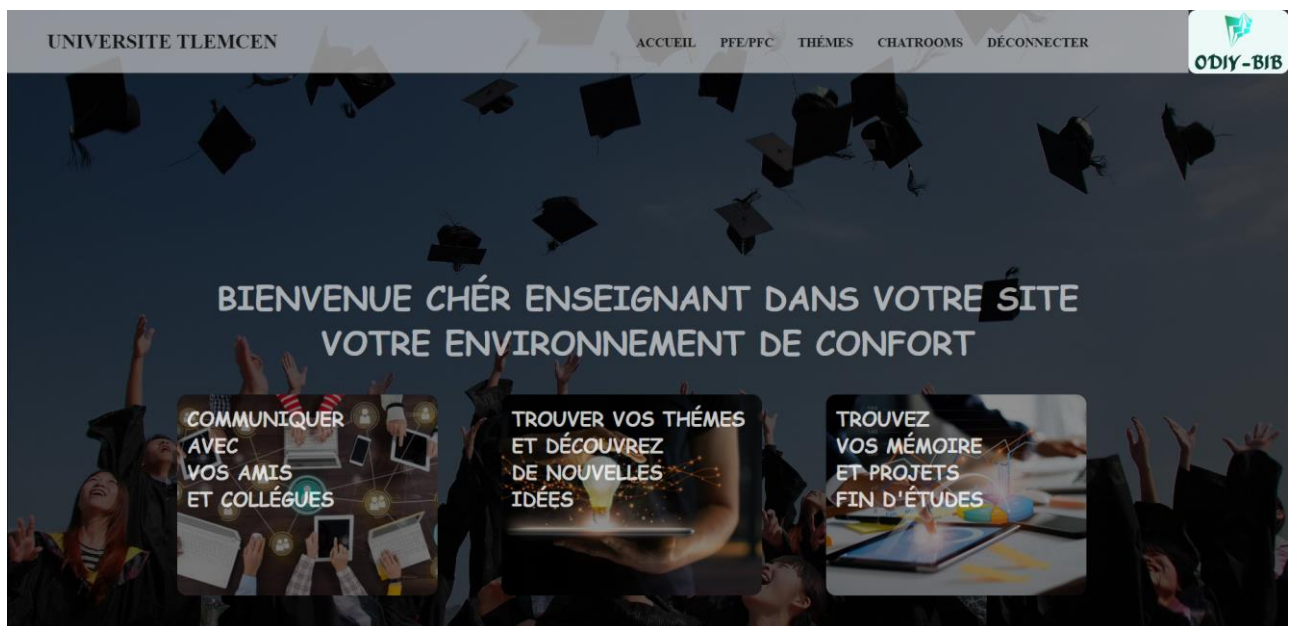 UNIVERSITE TLEMCEN
ACCUEIL PFE/PFC THÉMES CHATROOMS DÉCONNECTER
ODIY-BIB
BIENVENUE CHÉR ENSEIGNANT DANS VOTRE SITE
VOTRE ENVIRONNEMENT DE CONFORT
COMMUNIQUER
AVEC
VOS AMIS
ET COLLÉGUES
TROUVER VOS THÉMES
ET DÉCOUVREZ
DE NOUVELLES
IDÉES
TROUVEZ
VOS MÉMOIRE
ET PROJETS
FIN D'ÉTUDES